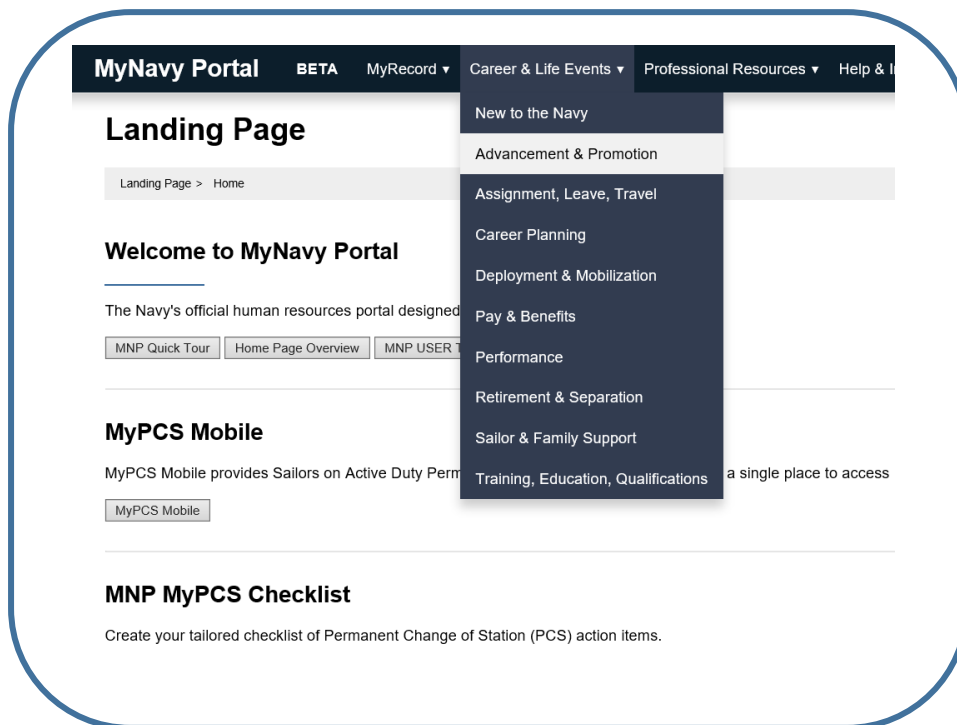 MyNavy Portal BETA MyRecord ▾ Career & Life Events ▾ Professional Resources ▾ Help &
New to the Navy
Advancement & Promotion
Assignment, Leave, Travel
Career Planning
Deployment & Mobilization
Pay & Benefits
Performance
Retirement & Separation
Sailor & Family Support
Training, Education, Qualifications
Landing Page
Landing Page > Home
Welcome to MyNavy Portal
The Navy's official human resources portal designed
MNP Quick Tour Home Page Overview MNP USER
MyPCS Mobile
MyPCS Mobile provides Sailors on Active Duty a single place to access
MyPCS Mobile
MNP MyPCS Checklist
Create your tailored checklist of Permanent Change of Station (PCS) action items.